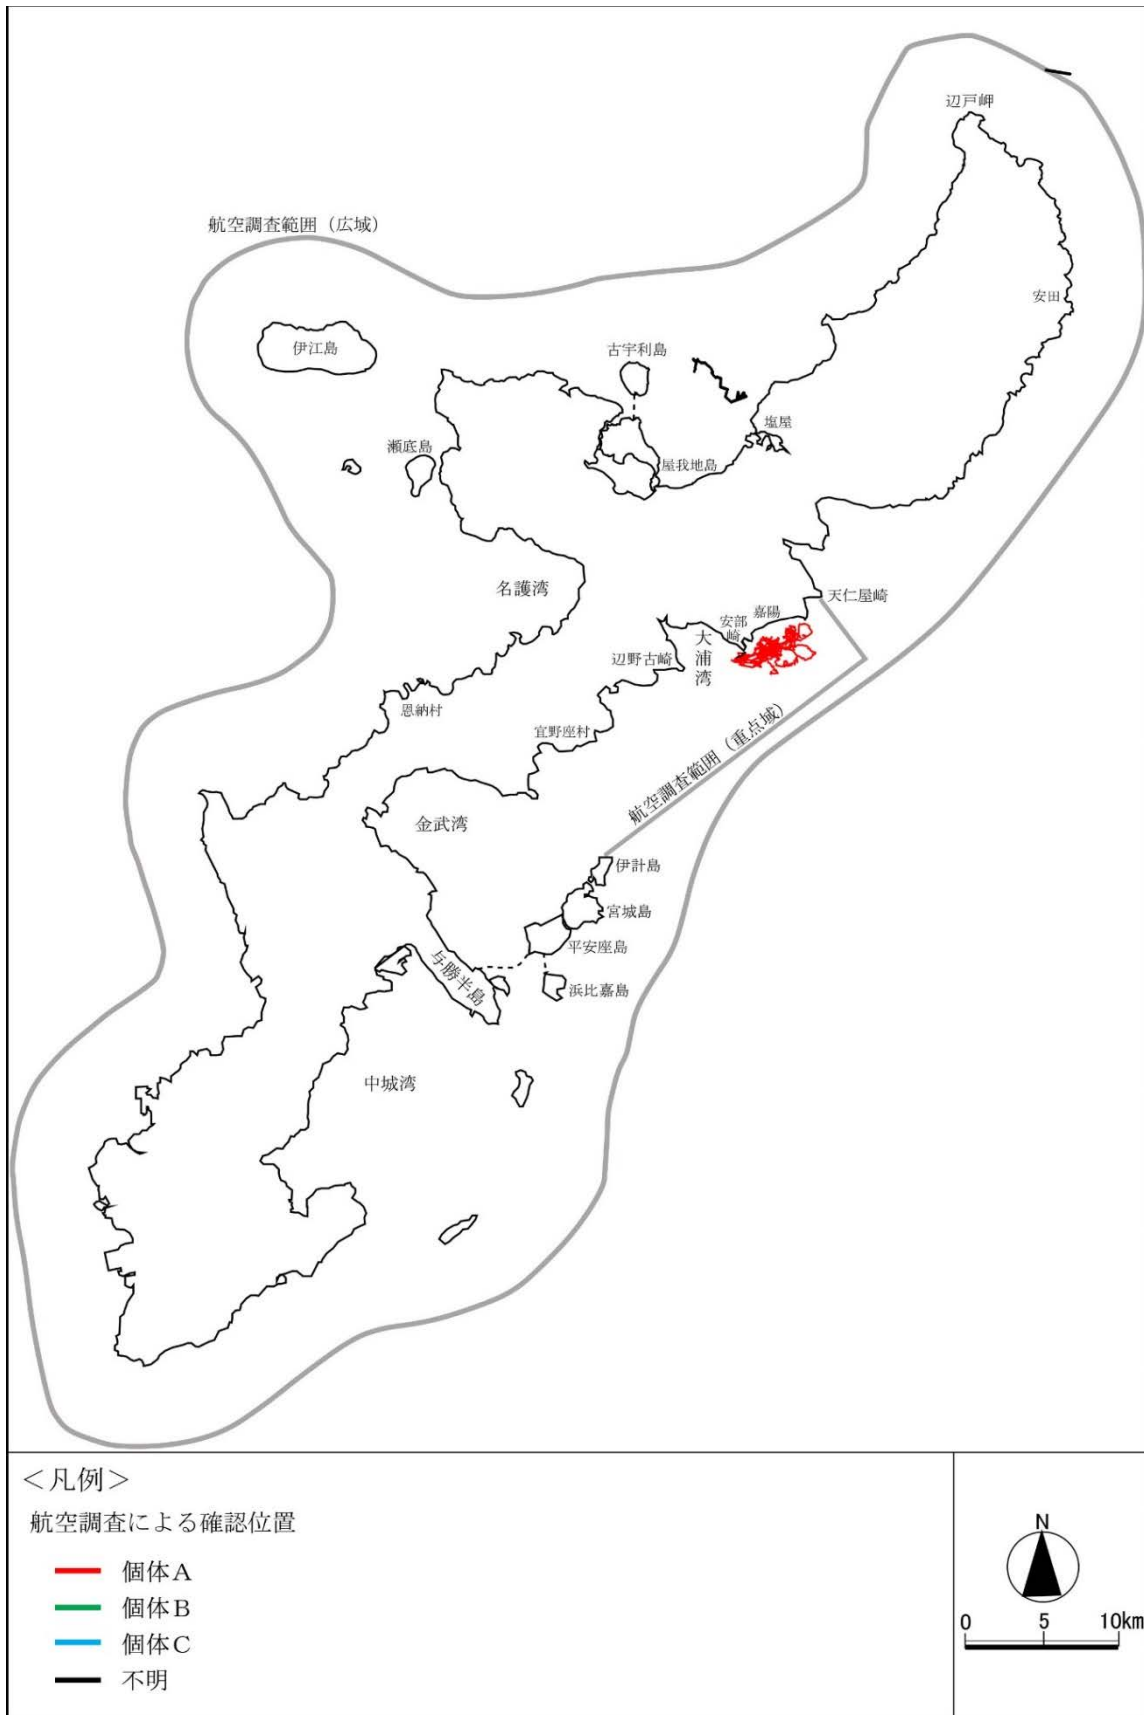 辺戸岬
航空調査範囲（広域）
安田
伊江島
古宇利島
塩屋
瀬底島
屋我地島
名護湾
天仁屋崎
嘉陽
安部崎
大浦湾
辺野古崎
恩納村
宜野座村
航空調査範囲（重点域）
金武湾
伊計島
宮城島
平安座島
与勝半島
浜比嘉島
中城湾
＜凡例＞
航空調査による確認位置
個体A
個体B
個体C
不明
N
0 5 10km